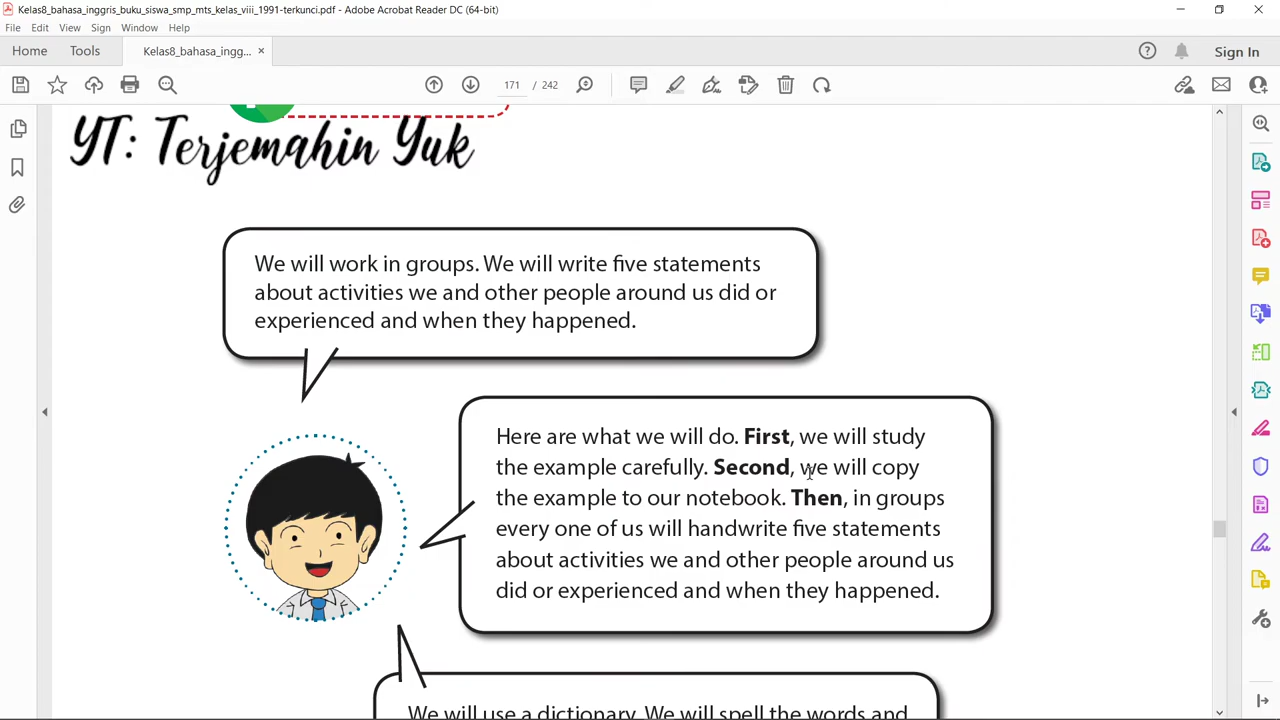 Kelas8_bahasa_inggris_buku_siswa_smp_mts_kelas_viii_1991-terkunci.pdf - Adobe Acrobat Reader DC (64-bit)
File Edit View Sign Window Help
Home Tools Kelas8_bahasa_ingg... × Sign In
171 / 242
YT: Terjemahin Yuk
We will work in groups. We will write five statements
about activities we and other people around us did or
experienced and when they happened.
Here are what we will do. First, we will study
the example carefully. Second, we will copy
the example to our notebook. Then, in groups
every one of us will handwrite five statements
about activities we and other people around us
did or experienced and when they happened.
We will use a dictionary. We will spell the words and